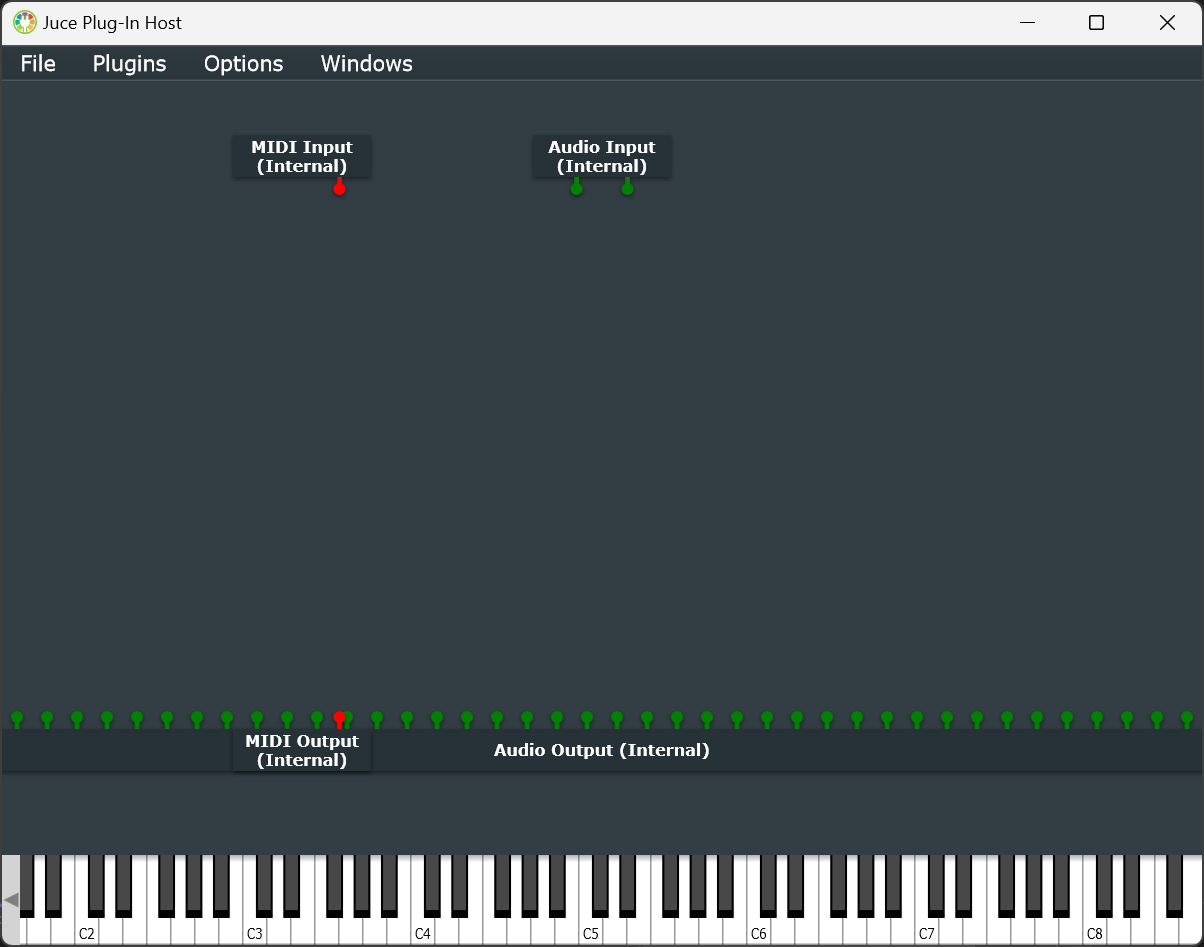 Juce Plug-In Host
File Plugins Options Windows
MIDI Input
(Internal)
Audio Input
(Internal)
MIDI Output
(Internal)
Audio Output (Internal)
C2 C3 C4 C5 C6 C7 C8